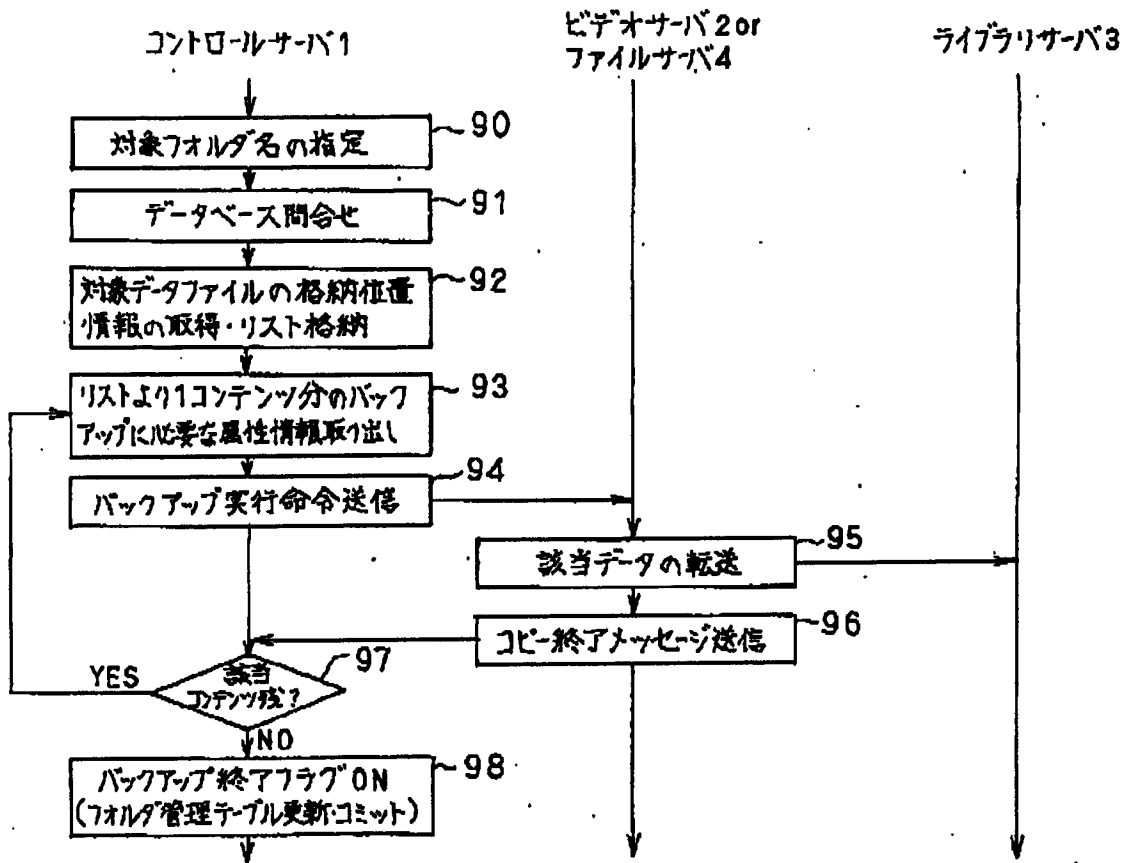 コントロールサーバ1
ビデオサーバ2or
ファイルサーバ4
ライブラリサーバ3
対象フォルダ名の指定
90
データベース問合せ
91
対象データファイルの格納位置
情報の取得・リスト格納
92
リストより1コンテンツ分のバック
アップに必要な属性情報取り出し
93
バックアップ実行命令送信
94
該当データの転送
95
コピー終了メッセージ送信
96
該当
コンテンツ残?
97
YES
NO
バックアップ終了フラグON
(フォルダ管理テーブル更新・コミット)
98